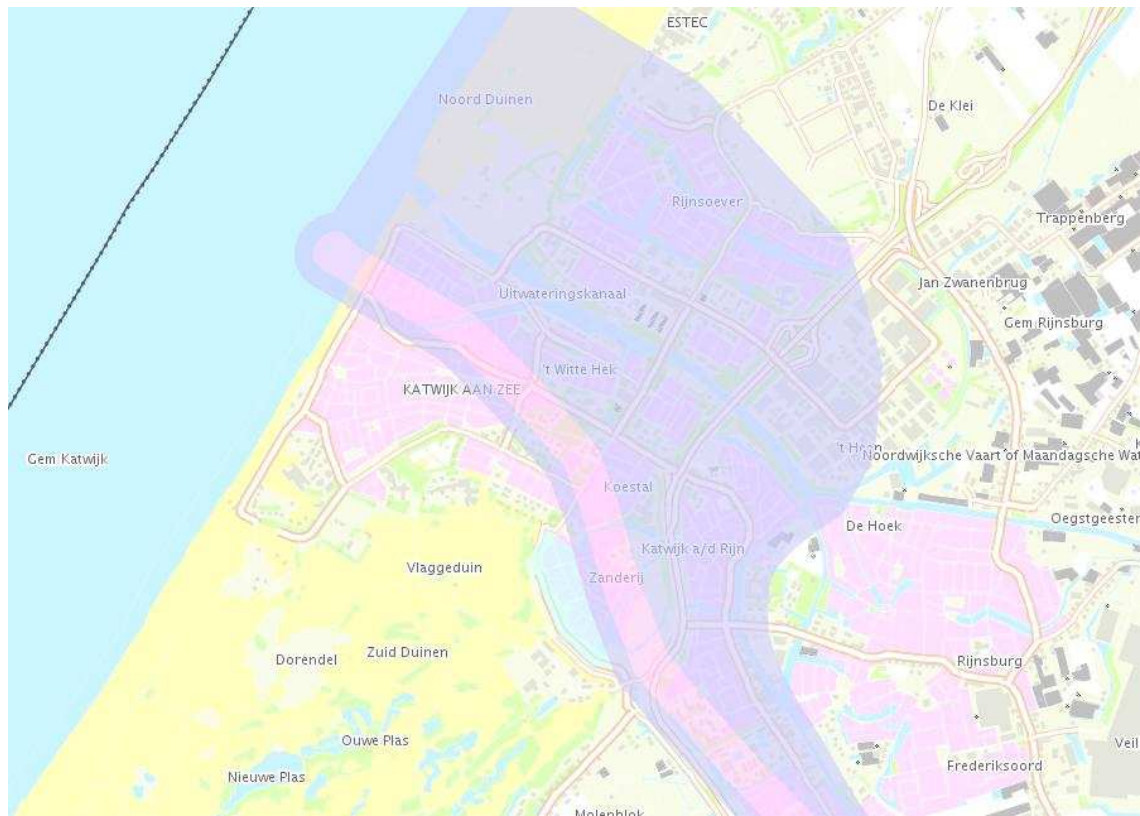 ESTEC
Noord Duinen
De Klei
Rijnsoever
Trappenberg
Uitwateringskanaal
Jan Zwanenbrug
Gem Rijnsburg
't Witte Hek
KATWIJK AAN ZEE
Gem Katwijk
't Heen
Noordwijksche Vaart of Maandagsche Wat
Koestal
Oegstgeester
De Hoek
Katwijk a/d Rijn
Vlaggeduin
Zanderij
Zuid Duinen
Dorendel
Rijnsburg
Ouwe Plas
Veil
Nieuwe Plas
Frederiksoord
Molenblok